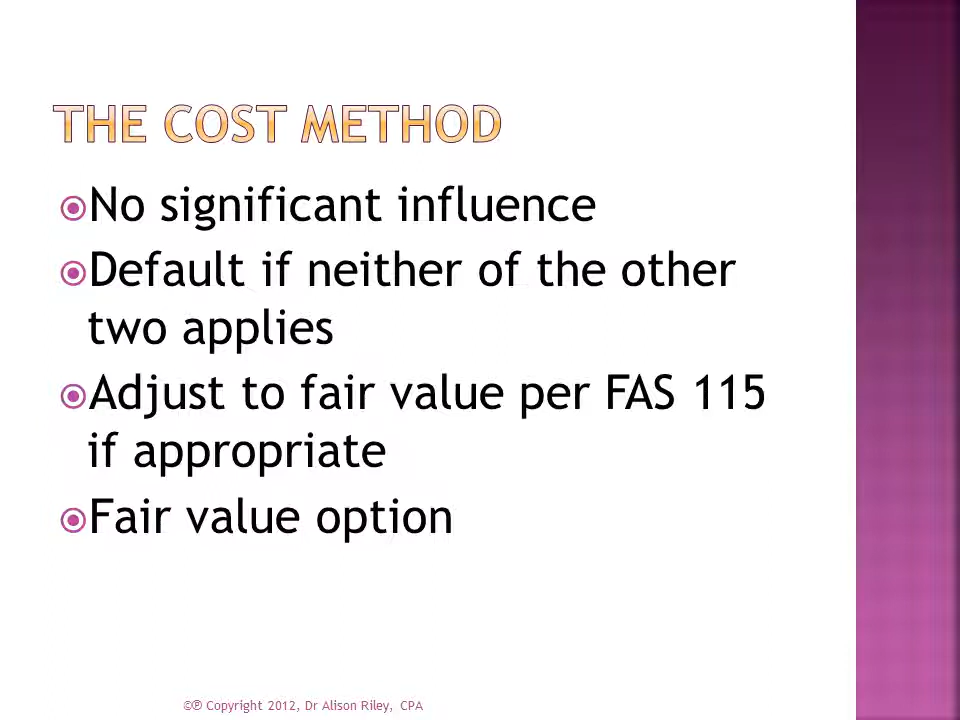 THE COST METHOD
No significant influence
Default if neither of the other
two applies
Adjust to fair value per FAS 115
if appropriate
Fair value option
©℗ Copyright 2012, Dr Alison Riley, CPA